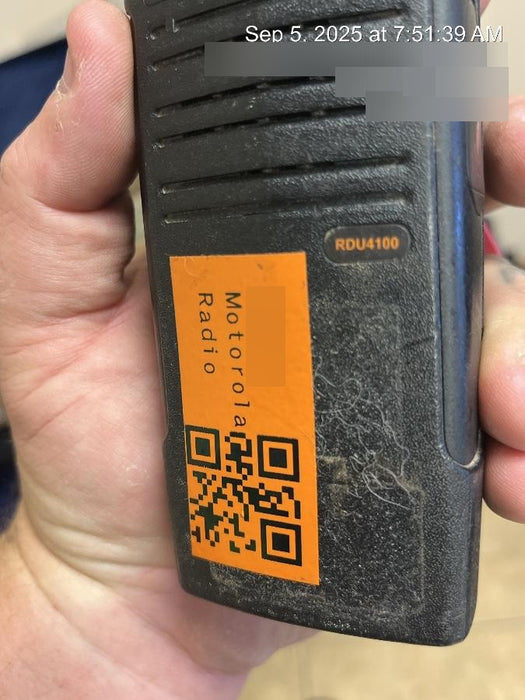 Sep 5, 2025 at 7:51:39 AM
RDU4100
Motorola
Radio